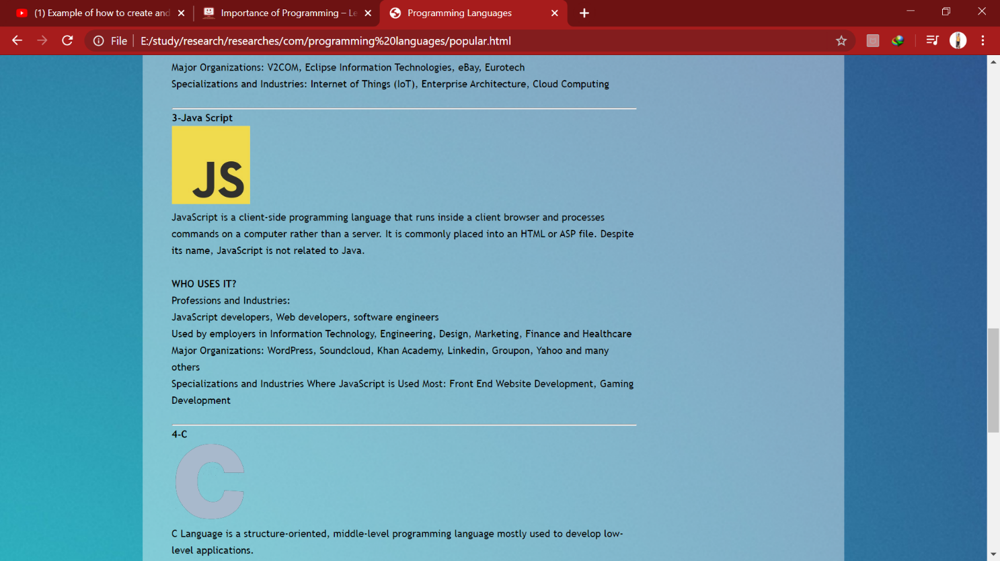 (1) Example of how to create and
Importance of Programming – Le
Programming Languages
File
E:/study/research/researches/com/programming%20languages/popular.html
Major Organizations: V2COM, Eclipse Information Technologies, eBay, Eurotech
Specializations and Industries: Internet of Things (IoT), Enterprise Architecture, Cloud Computing
3-Java Script
JS
JavaScript is a client-side programming language that runs inside a client browser and processes
commands on a computer rather than a server. It is commonly placed into an HTML or ASP file. Despite
its name, JavaScript is not related to Java.
WHO USES IT?
Professions and Industries:
JavaScript developers, Web developers, software engineers
Used by employers in Information Technology, Engineering, Design, Marketing, Finance and Healthcare
Major Organizations: WordPress, Soundcloud, Khan Academy, Linkedin, Groupon, Yahoo and many
others
Specializations and Industries Where JavaScript is Used Most: Front End Website Development, Gaming
Development
4-C
C
C Language is a structure-oriented, middle-level programming language mostly used to develop low-
level applications.